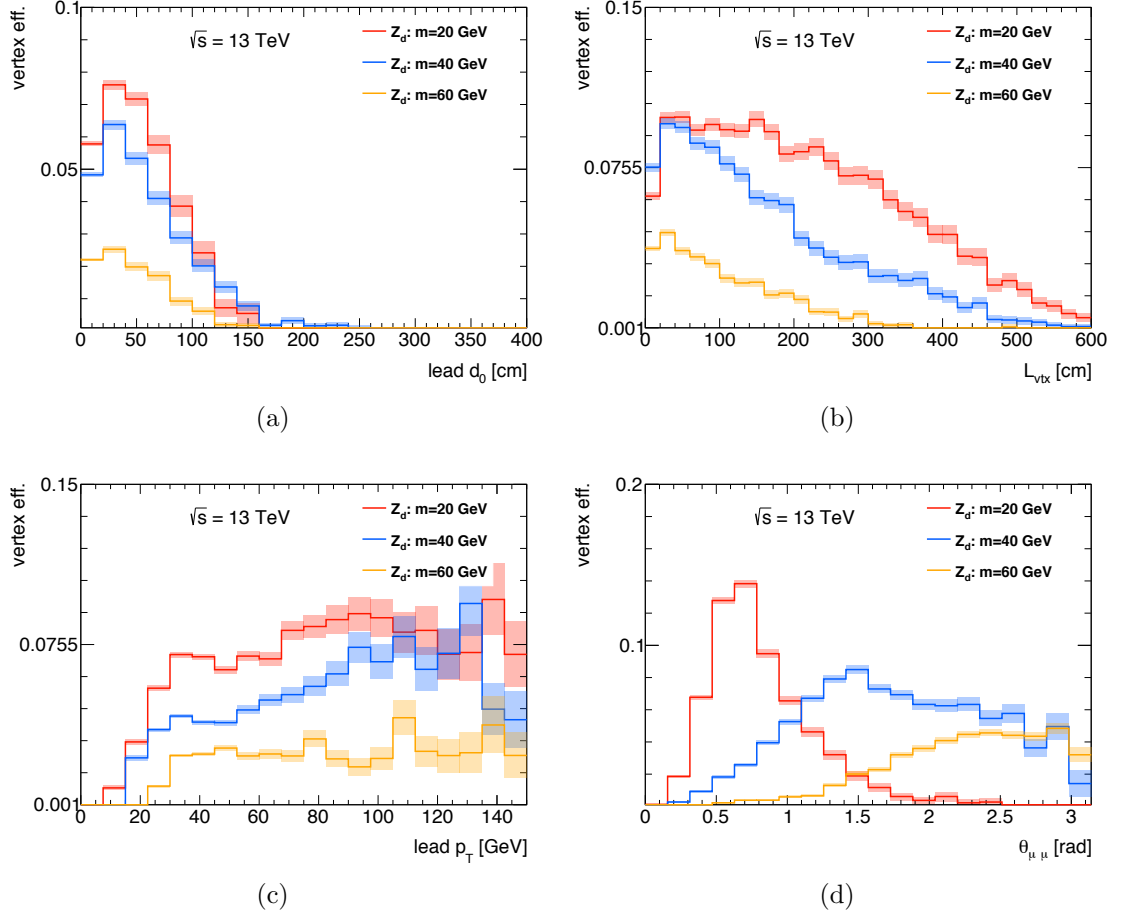 vertex eff.
0.1
√s = 13 TeV
Z_d: m=20 GeV
Z_d: m=40 GeV
Z_d: m=60 GeV
0.05
0
0 50 100 150 200 250 300 350 400
lead d_0 [cm]
(a)
vertex eff.
0.15
√s = 13 TeV
Z_d: m=20 GeV
Z_d: m=40 GeV
Z_d: m=60 GeV
0.0755
0.001
0 100 200 300 400 500 600
L_vtx [cm]
(b)
vertex eff.
0.15
√s = 13 TeV
Z_d: m=20 GeV
Z_d: m=40 GeV
Z_d: m=60 GeV
0.0755
0.001
0 20 40 60 80 100 120 140
lead p_T [GeV]
(c)
vertex eff.
0.2
√s = 13 TeV
Z_d: m=20 GeV
Z_d: m=40 GeV
Z_d: m=60 GeV
0.1
0
0 0.5 1 1.5 2 2.5 3
θ_μ μ [rad]
(d)